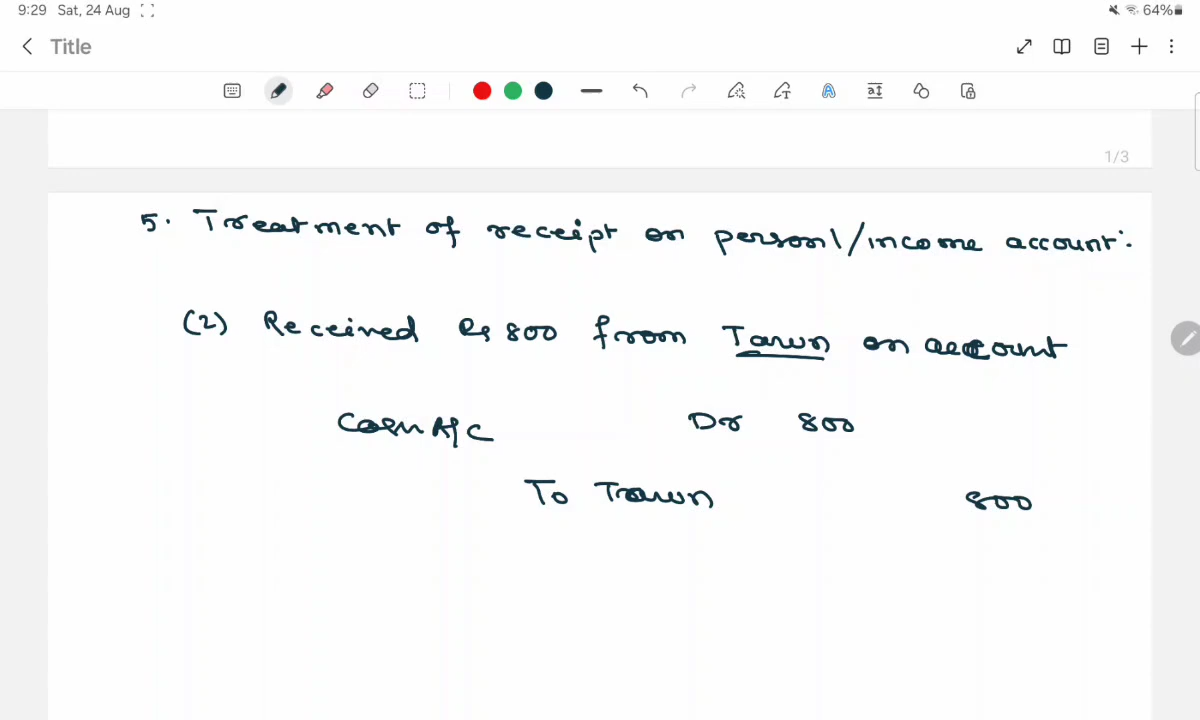 9:29 Sat, 24 Aug
64%
Title
1/3
5. Treatment of receipt on personl/income account:
(2) Received Rs 800 from Tarun on account
Cash A/C Dr 800
To Tarun 800